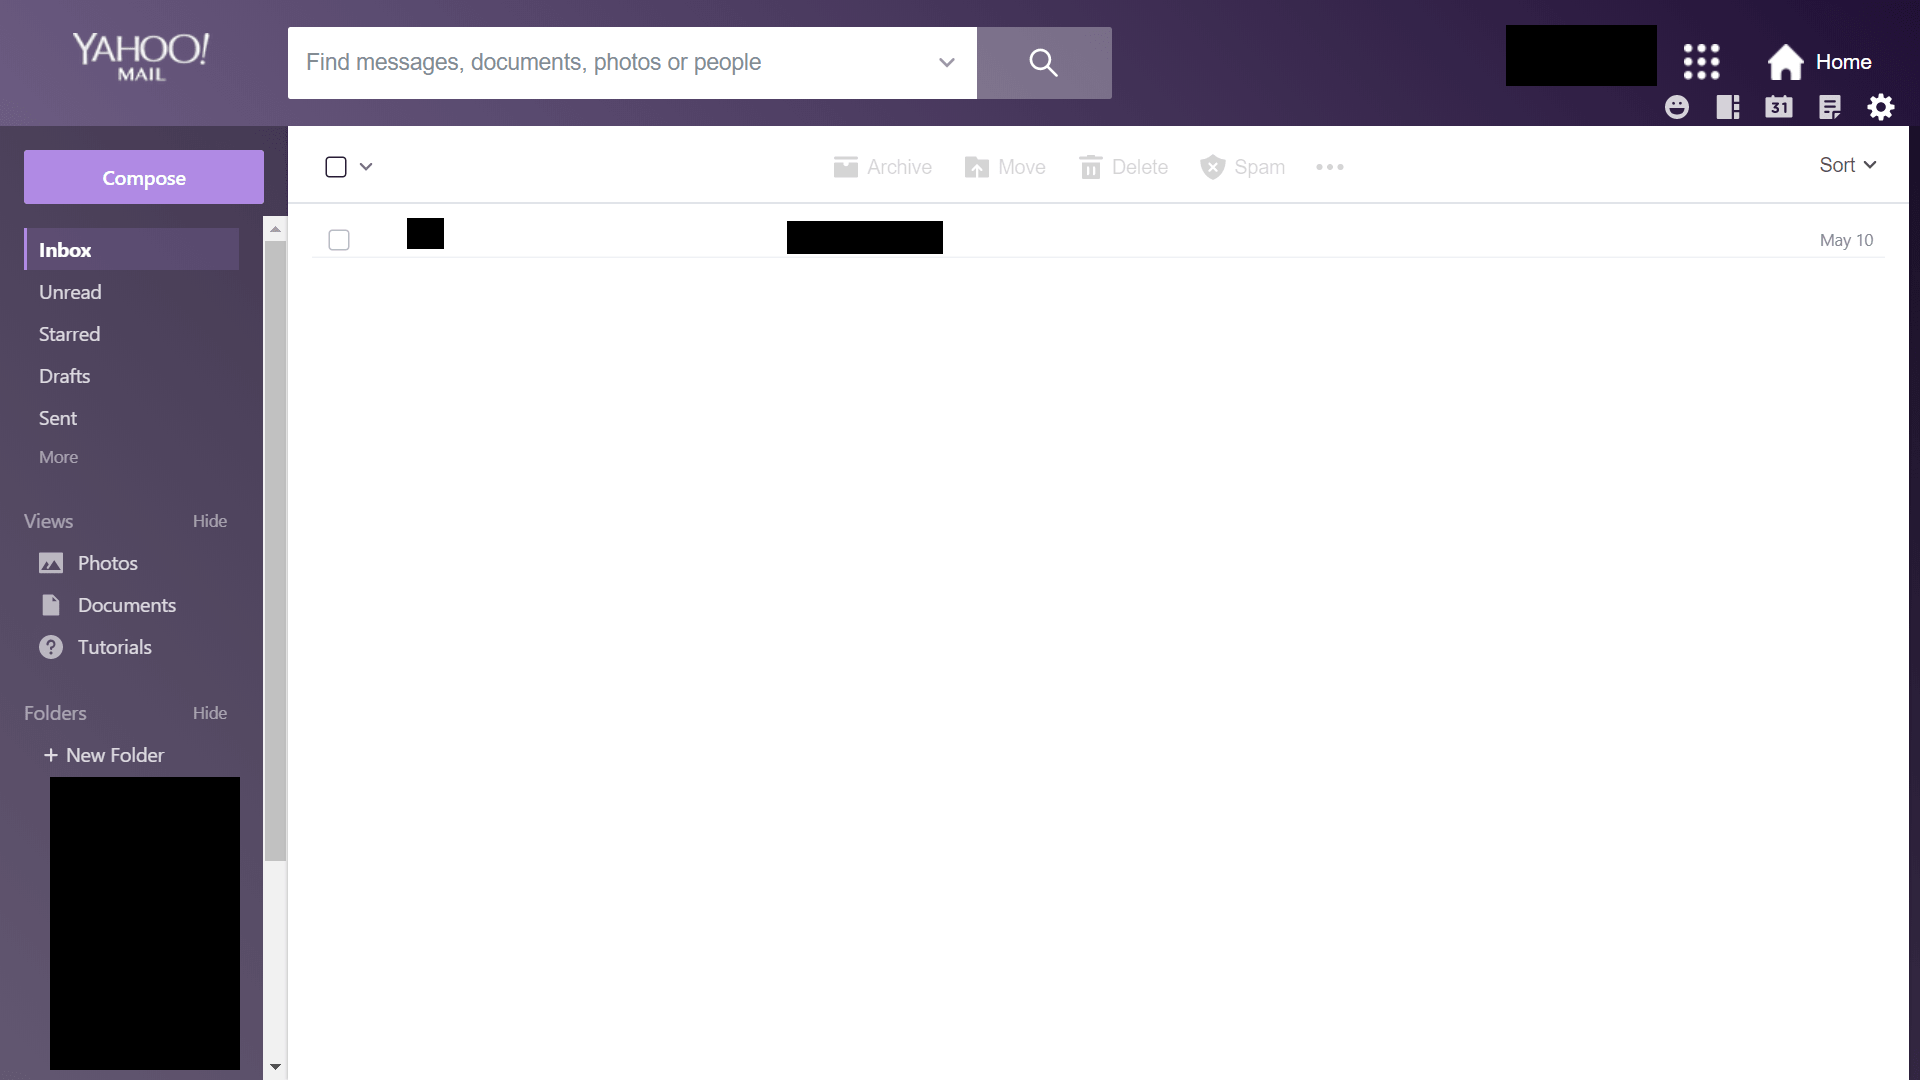 YAHOO!
MAIL
Find messages, documents, photos or people
Home
31
Compose
Archive Move Delete Spam
Sort
May 10
Inbox
Unread
Starred
Drafts
Sent
More
Views Hide
Photos
Documents
? Tutorials
Folders Hide
+ New Folder